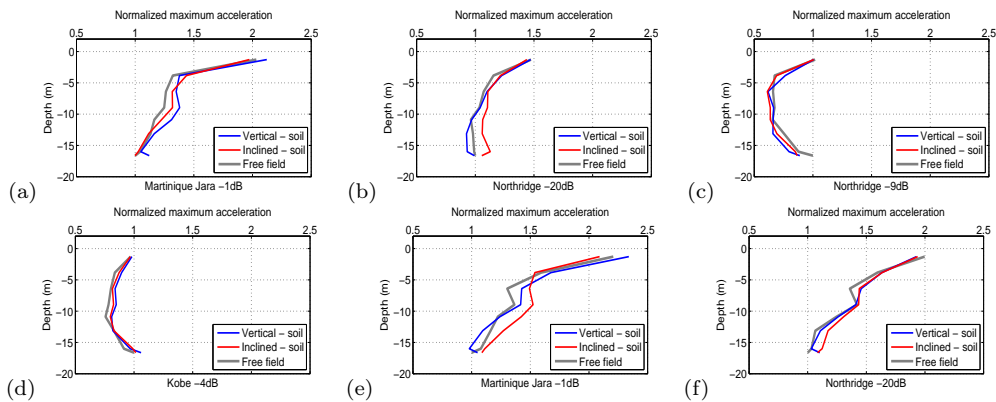 Normalized maximum acceleration
0.5 1 1.5 2 2.5
0
−5
−10
−15
−20
Depth (m)
Vertical − soil
Inclined − soil
Free field
Martinique Jara −1dB
(a)
Normalized maximum acceleration
0.5 1 1.5 2 2.5
0
−5
−10
−15
−20
Depth (m)
Vertical − soil
Inclined − soil
Free field
Northridge −20dB
(b)
Normalized maximum acceleration
0.5 1 1.5 2 2.5
0
−5
−10
−15
−20
Depth (m)
Vertical − soil
Inclined − soil
Free field
Northridge −9dB
(c)
Normalized maximum acceleration
0.5 1 1.5 2 2.5
0
−5
−10
−15
−20
Depth (m)
Vertical − soil
Inclined − soil
Free field
Kobe −4dB
(d)
Normalized maximum acceleration
0.5 1 1.5 2 2.5
0
−5
−10
−15
−20
Depth (m)
Vertical − soil
Inclined − soil
Free field
Martinique Jara −1dB
(e)
Normalized maximum acceleration
0.5 1 1.5 2 2.5
0
−5
−10
−15
−20
Depth (m)
Vertical − soil
Inclined − soil
Free field
Northridge −20dB
(f)